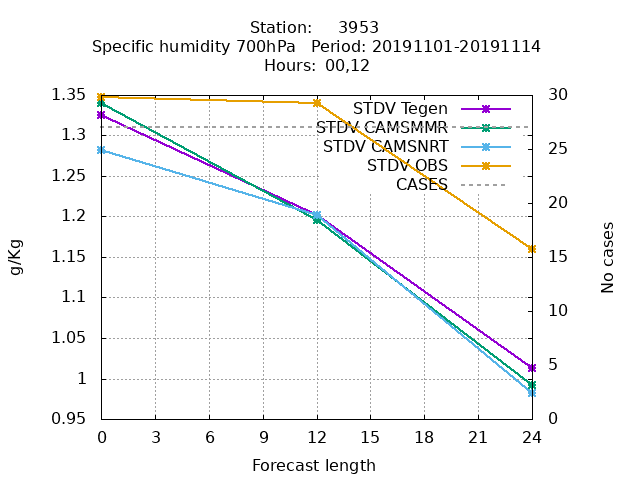 Station: 3953
Specific humidity 700hPa Period: 20191101-20191114
Hours: 00,12
1.35
1.3
1.25
1.2
1.15
1.1
1.05
1
0.95
g/Kg
STDV Tegen
STDV CAMSMMR
STDV CAMSNRT
STDV OBS
CASES
30
25
20
15
10
5
0
No cases
0 3 6 9 12 15 18 21 24
Forecast length